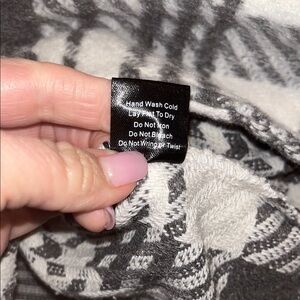 Hand Wash Cold
Lay Flat To Dry
Do Not Iron
Do Not Bleach
Do Not Wring or Twist